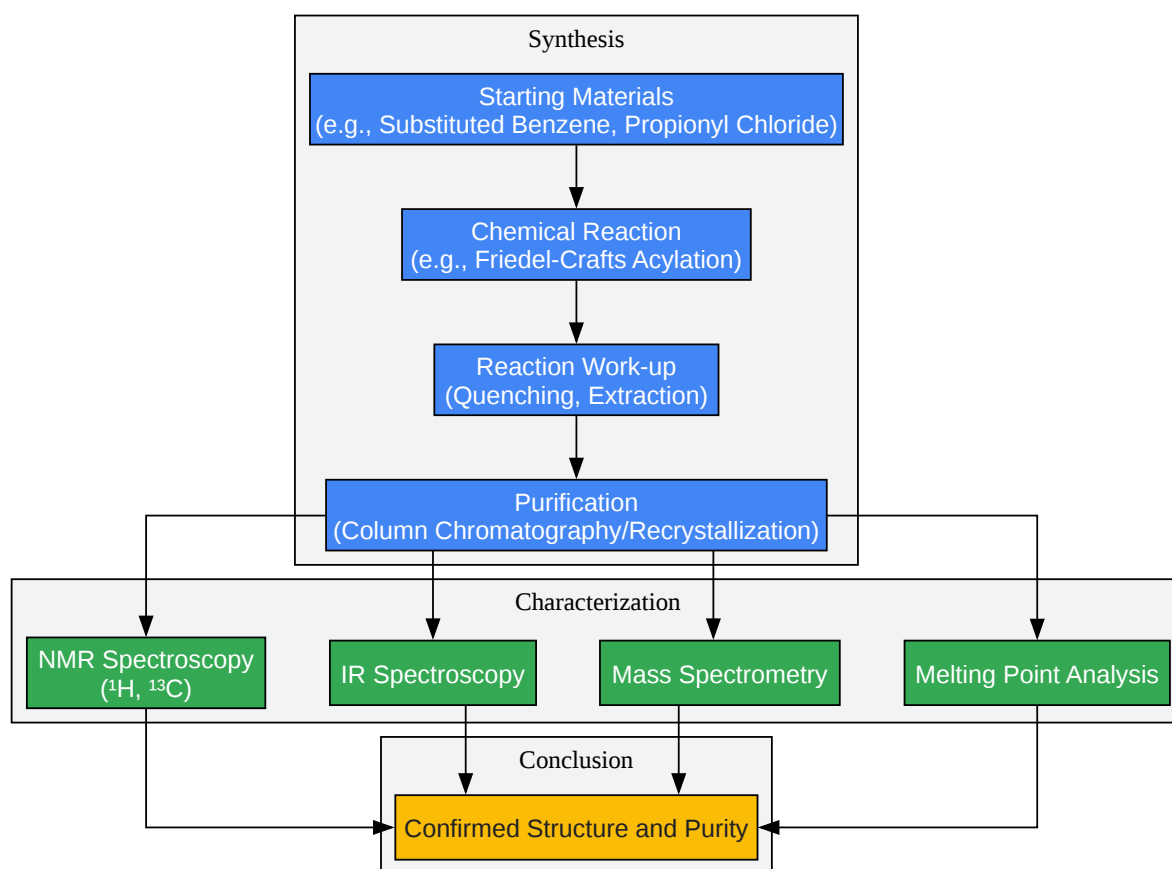 Synthesis
Starting Materials
(e.g., Substituted Benzene, Propionyl Chloride)
Chemical Reaction
(e.g., Friedel-Crafts Acylation)
Reaction Work-up
(Quenching, Extraction)
Purification
(Column Chromatography/Recrystallization)
Characterization
NMR Spectroscopy
(¹H, ¹³C)
IR Spectroscopy
Mass Spectrometry
Melting Point Analysis
Conclusion
Confirmed Structure and Purity